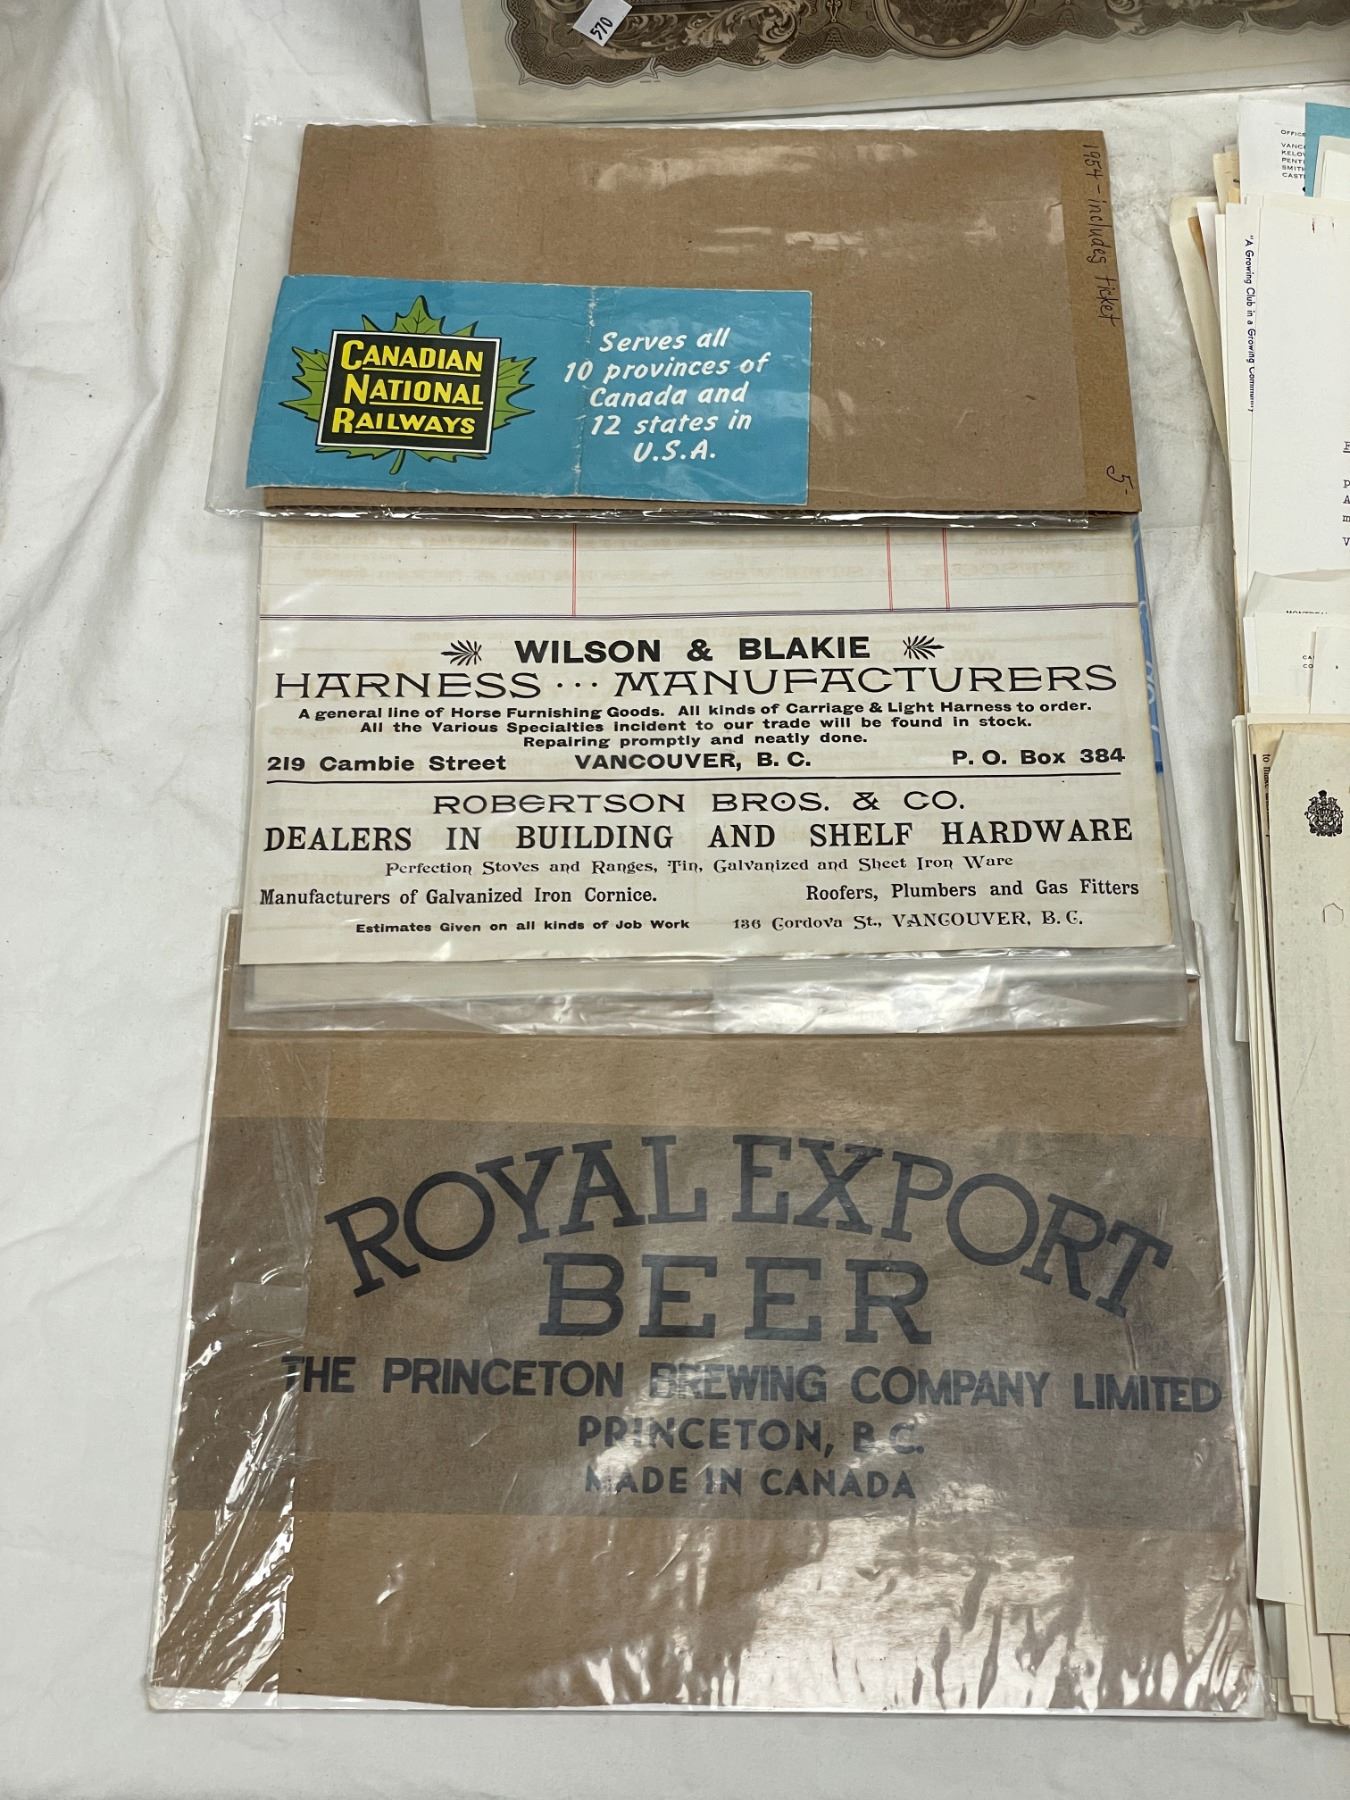 570
1954 - includes ticket
5-
CANADIAN
NATIONAL
RAILWAYS
Serves all
10 provinces of
Canada and
12 states in
U.S.A.
WILSON & BLAKIE
HARNESS ... MANUFACTURERS
A general line of Horse Furnishing Goods. All kinds of Carriage & Light Harness to order.
All the Various Specialties incident to our trade will be found in stock.
Repairing promptly and neatly done.
219 Cambie Street VANCOUVER, B. C. P. O. Box 384
ROBERTSON BROS. & CO.
DEALERS IN BUILDING AND SHELF HARDWARE
Perfection Stoves and Ranges, Tin, Galvanized and Sheet Iron Ware
Manufacturers of Galvanized Iron Cornice. Roofers, Plumbers and Gas Fitters
Estimates Given on all kinds of Job Work 136 Cordova St., VANCOUVER, B. C.
ROYAL EXPORT
BEER
THE PRINCETON BREWING COMPANY LIMITED
PRINCETON, B.C.
MADE IN CANADA
"A Growing Club in a Growing Community